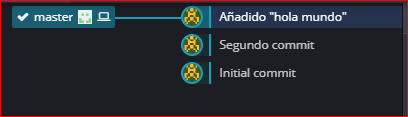 master
Añadido "hola mundo"
Segundo commit
Initial commit